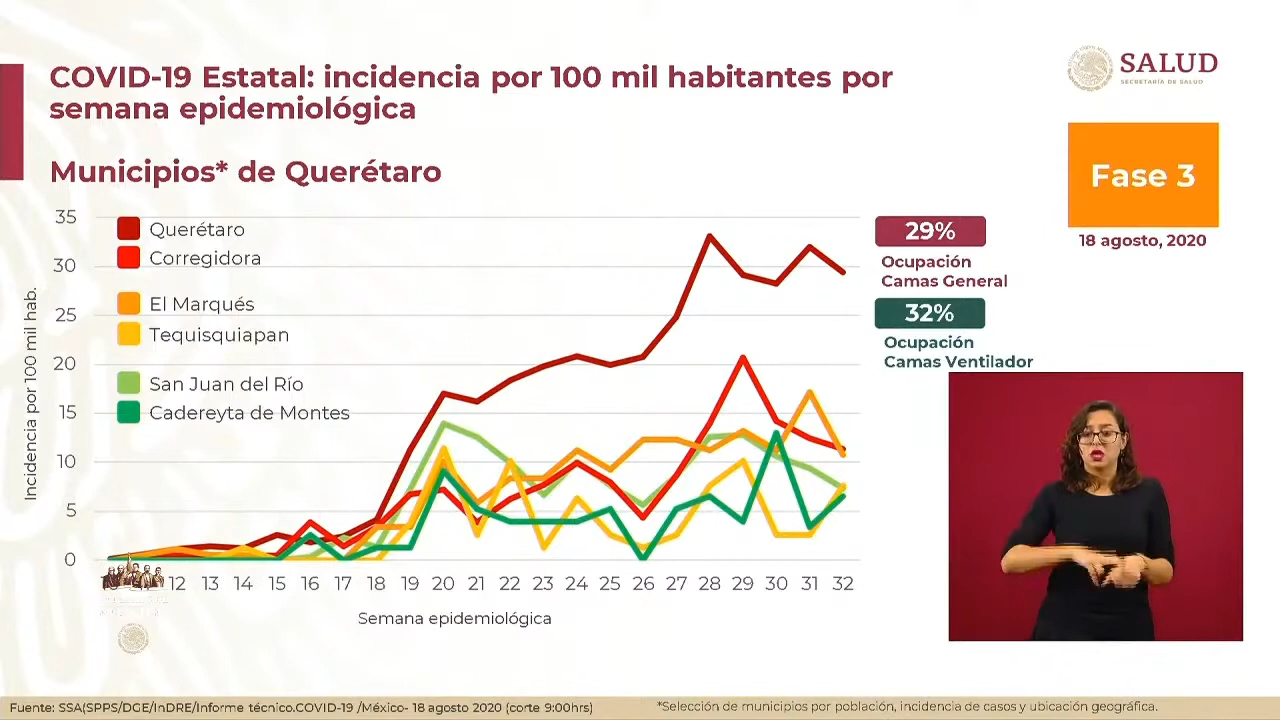 COVID-19 Estatal: incidencia por 100 mil habitantes por
semana epidemiológica
Municipios* de Querétaro
SALUD
SECRETARÍA DE SALUD
Fase 3
18 agosto, 2020
Incidencia por 100 mil hab.
35
30
25
20
15
10
5
0
Querétaro
Corregidora
El Marqués
Tequisquiapan
San Juan del Río
Cadereyta de Montes
29%
Ocupación
Camas General
32%
Ocupación
Camas Ventilador
12 13 14 15 16 17 18 19 20 21 22 23 24 25 26 27 28 29 30 31 32
Semana epidemiológica
Fuente: SSA(SPPS/DGE/InDRE/Informe técnico.COVID-19 /México- 18 agosto 2020 (corte 9:00hrs)
*Selección de municipios por población, incidencia de casos y ubicación geográfica.